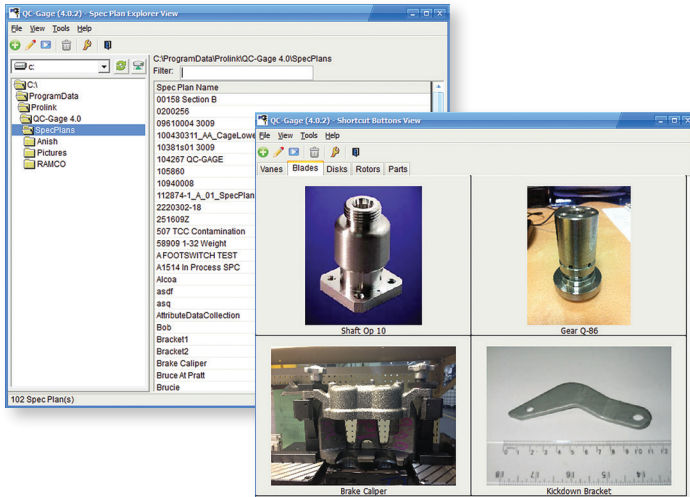 QC-Gage (4.0.2) - Spec Plan Explorer View
File View Tools Help
c:
C:\
ProgramData
Prolink
QC-Gage 4.0
SpecPlans
Anish
Pictures
RAMCO
C:\ProgramData\Prolink\QC-Gage 4.0\SpecPlans
Filter:
Spec Plan Name
00158 Section B
0200256
09610004 3009
100430311_AA_CageLowe
10381s01 3009
104267 QC-GAGE
105860
10940008
112874-1_A_01_SpecPlan
2220302-18
251609Z
507 TCC Contamination
58909 1-32 Weight
A FOOTSWITCH TEST
A1514 In Process SPC
Alcoa
asdf
asq
AttributeDataCollection
Bob
Bracket1
Bracket2
Brake Caliper
Bruce At Pratt
Brucie
102 Spec Plan(s)
QC-Gage (4.0.2) - Shortcut Buttons View
File View Tools Help
Vanes Blades Disks Rotors Parts
Shaft Op 10
Gear Q-86
Brake Caliper
Kickdown Bracket